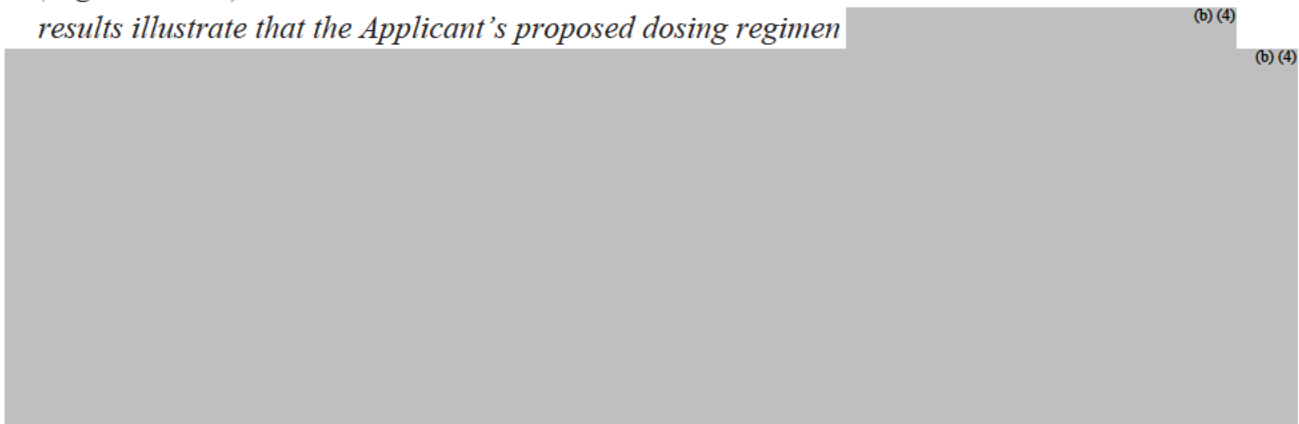 results illustrate that the Applicant's proposed dosing regimen (b) (4)
(b) (4)